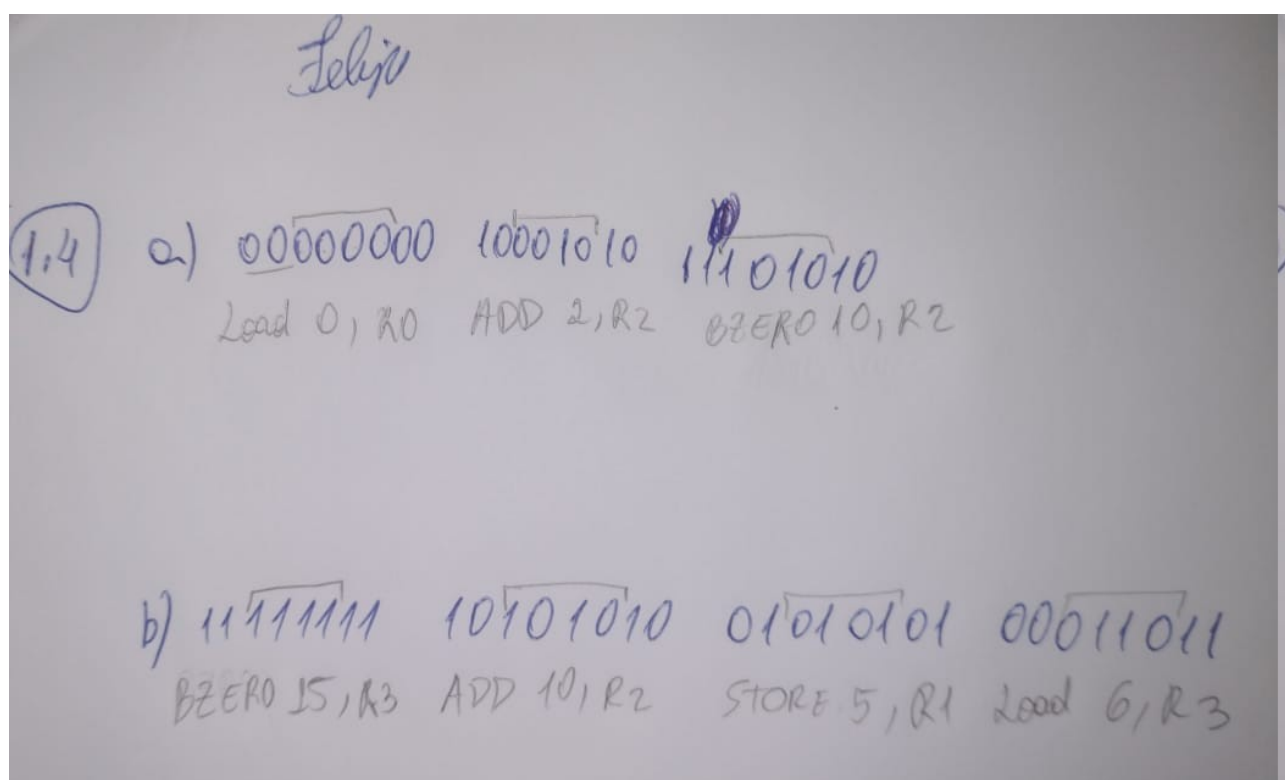 Felipe
1.4 a) 00000000 10001010 11101010
Load 0, R0 ADD 2, R2 BZERO 10, R2
b) 11111111 10101010 01010101 00011011
BZERO 15, R3 ADD 10, R2 STORE 5, R1 Load 6, R3